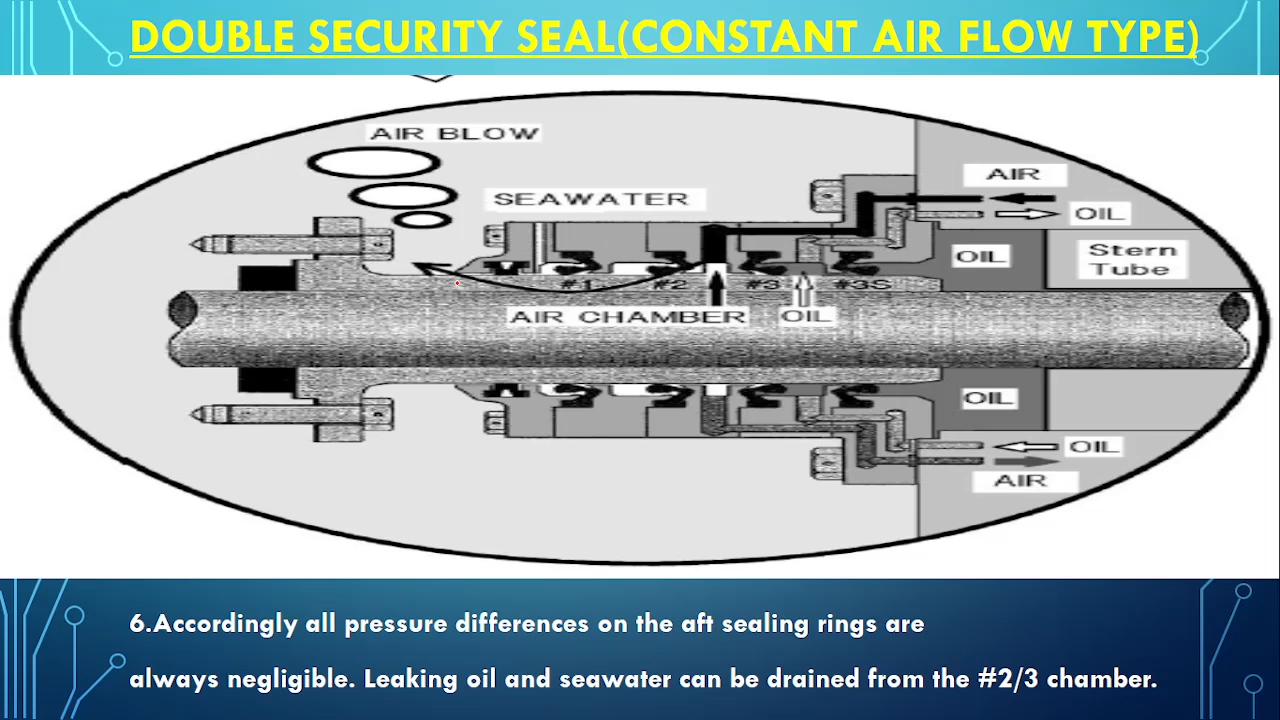 DOUBLE SECURITY SEAL(CONSTANT AIR FLOW TYPE)
AIR BLOW
AIR
SEAWATER
OIL
OIL
Stern
Tube
#1 #2 #3 #3S
AIR CHAMBER OIL
OIL
OIL
AIR
6.Accordingly all pressure differences on the aft sealing rings are
always negligible. Leaking oil and seawater can be drained from the #2/3 chamber.